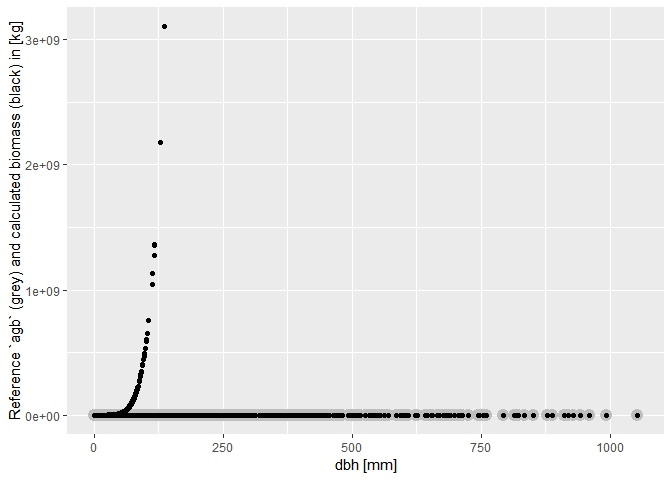 Reference `agb` (grey) and calculated biomass (black) in [kg]
3e+09
2e+09
1e+09
0e+00
0
250
500
750
1000
dbh [mm]